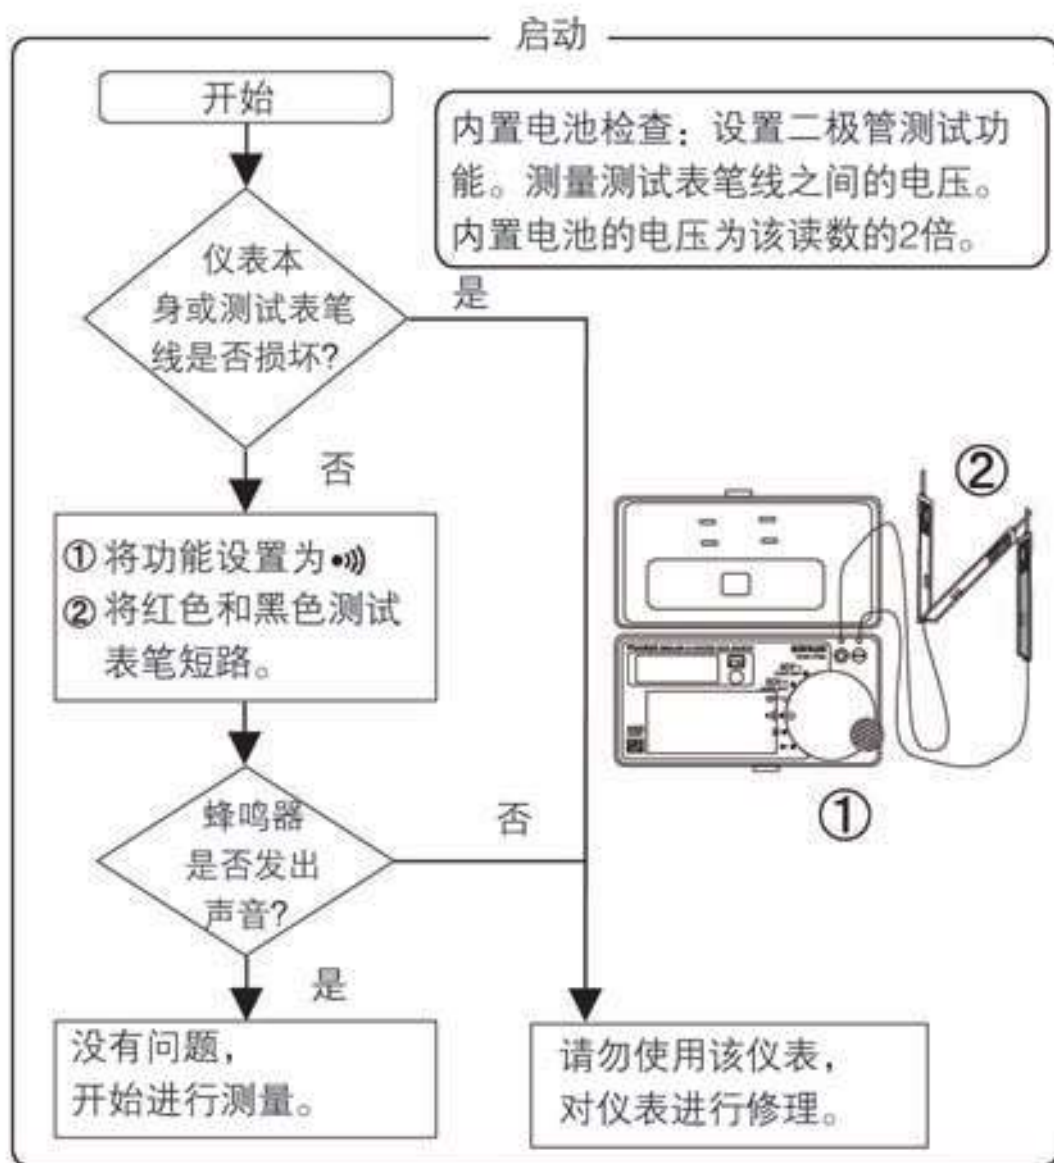 启动
开始
内置电池检查：设置二极管测试功
能。测量测试表笔线之间的电压。
内置电池的电压为该读数的2倍。
仪表本
身或测试表笔
线是否损坏?
是
否
①将功能设置为
②将红色和黑色测试
表笔短路。
②
①
蜂鸣器
是否发出
声音?
否
是
没有问题，
开始进行测量。
请勿使用该仪表，
对仪表进行修理。